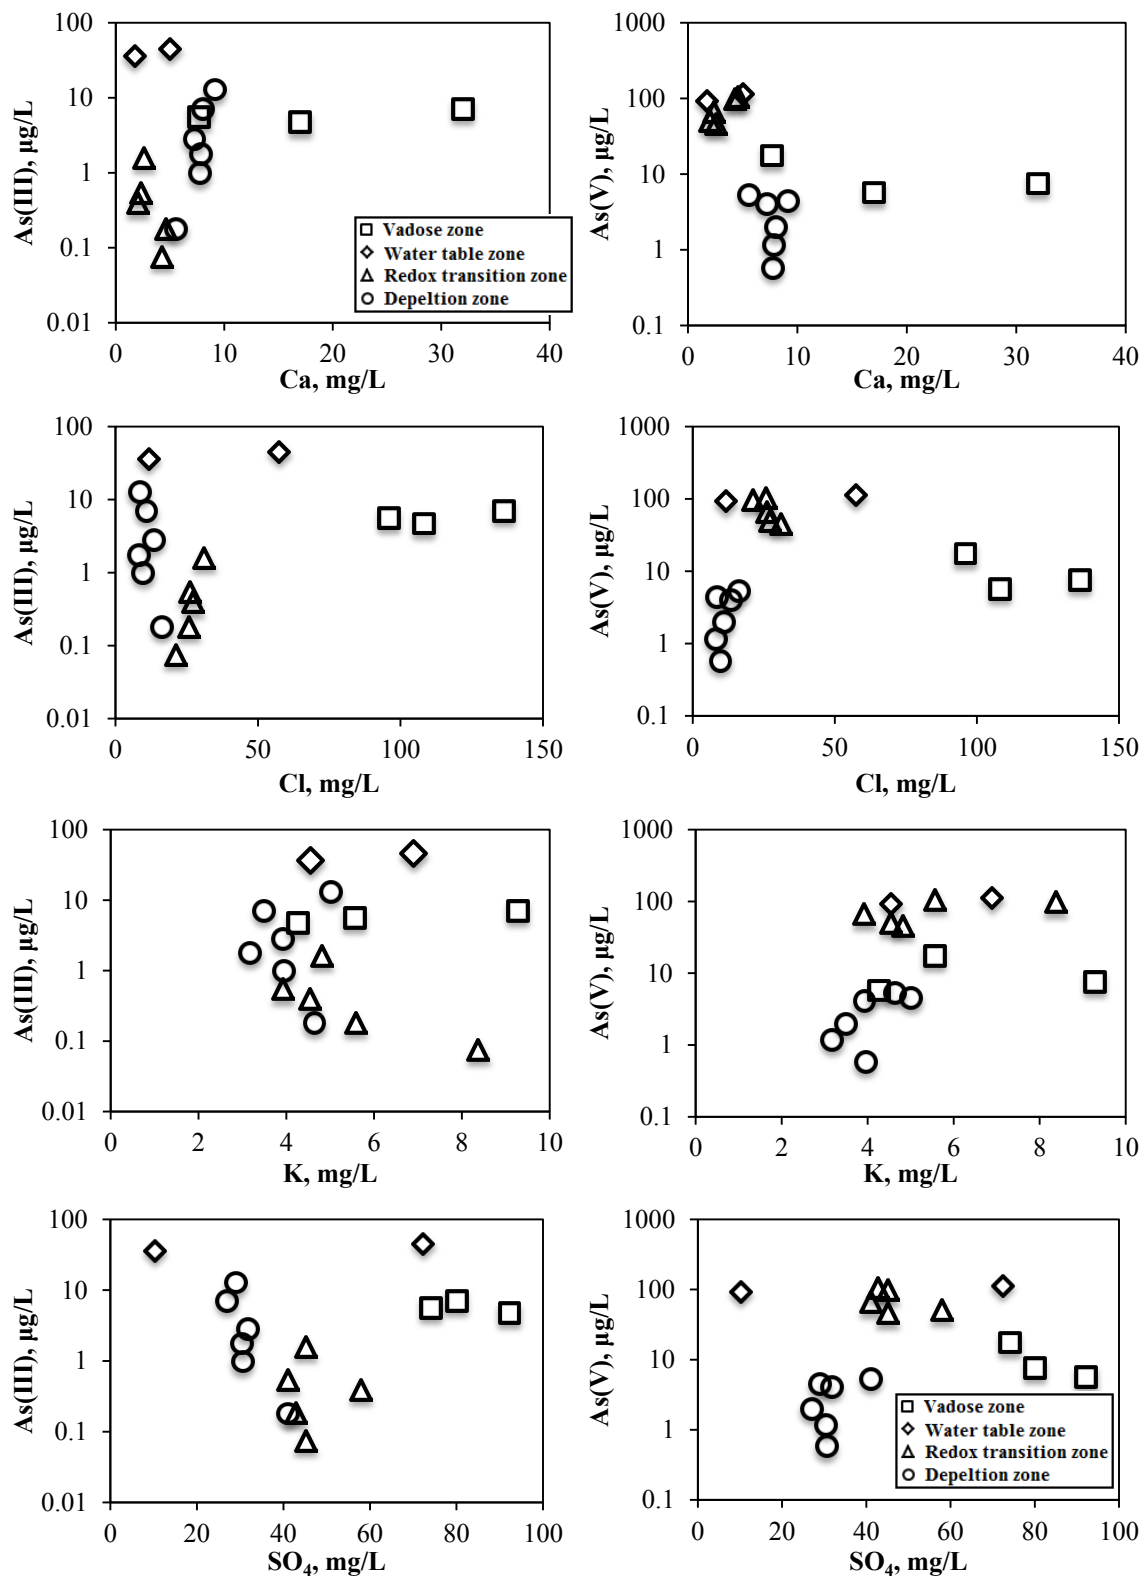 100
10
1
0.1
0.01
As(III), µg/L
0 10 20 30 40
Ca, mg/L
Vadose zone
Water table zone
Redox transition zone
Depeltion zone
1000
100
10
1
0.1
As(V), µg/L
0 10 20 30 40
Ca, mg/L
100
10
1
0.1
0.01
As(III), µg/L
0 50 100 150
Cl, mg/L
1000
100
10
1
0.1
As(V), µg/L
0 50 100 150
Cl, mg/L
100
10
1
0.1
0.01
As(III), µg/L
0 2 4 6 8 10
K, mg/L
1000
100
10
1
0.1
As(V), µg/L
0 2 4 6 8 10
K, mg/L
100
10
1
0.1
0.01
As(III), µg/L
0 20 40 60 80 100
SO₄, mg/L
1000
100
10
1
0.1
As(V), µg/L
Vadose zone
Water table zone
Redox transition zone
Depeltion zone
0 20 40 60 80 100
SO₄, mg/L